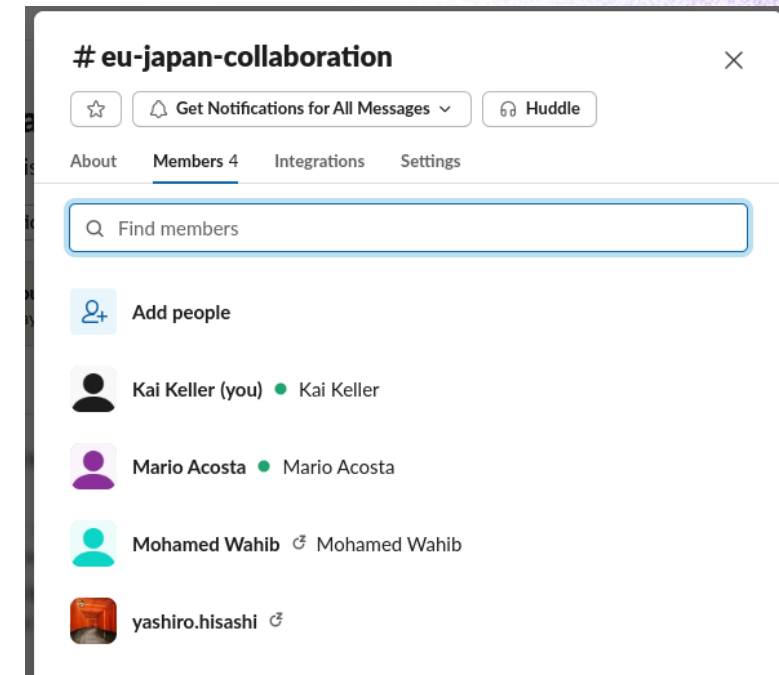 # eu-japan-collaboration
Get Notifications for All Messages
Huddle
About
Members 4
Integrations
Settings
Find members
Add people
Kai Keller (you) Kai Keller
Mario Acosta Mario Acosta
Mohamed Wahib Mohamed Wahib
yashiro.hisashi